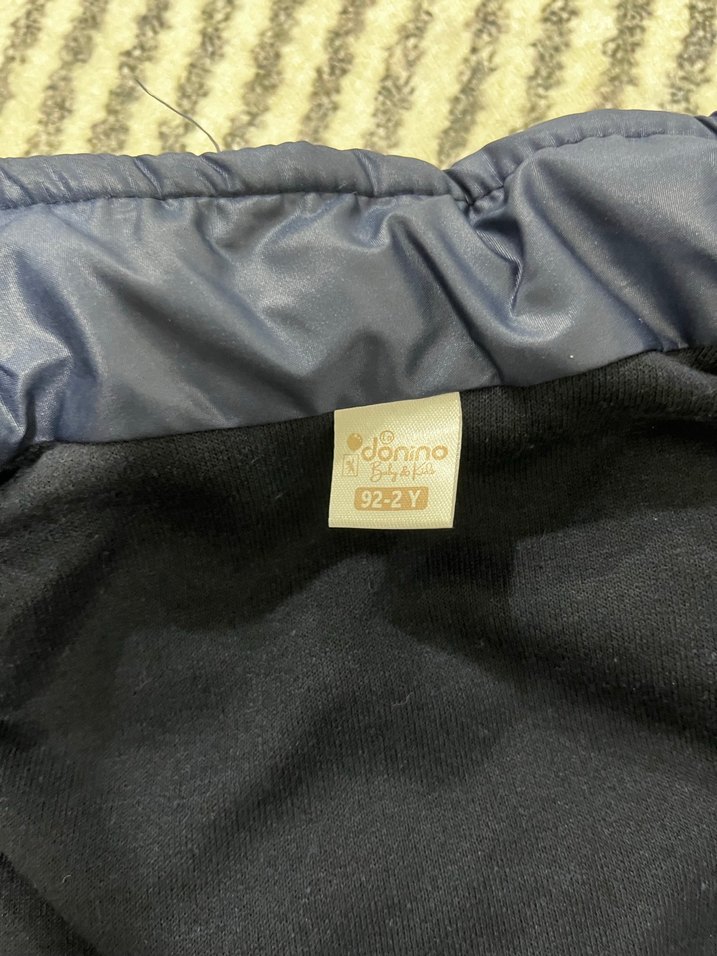 donino
Baby & Kids
92-2 Y